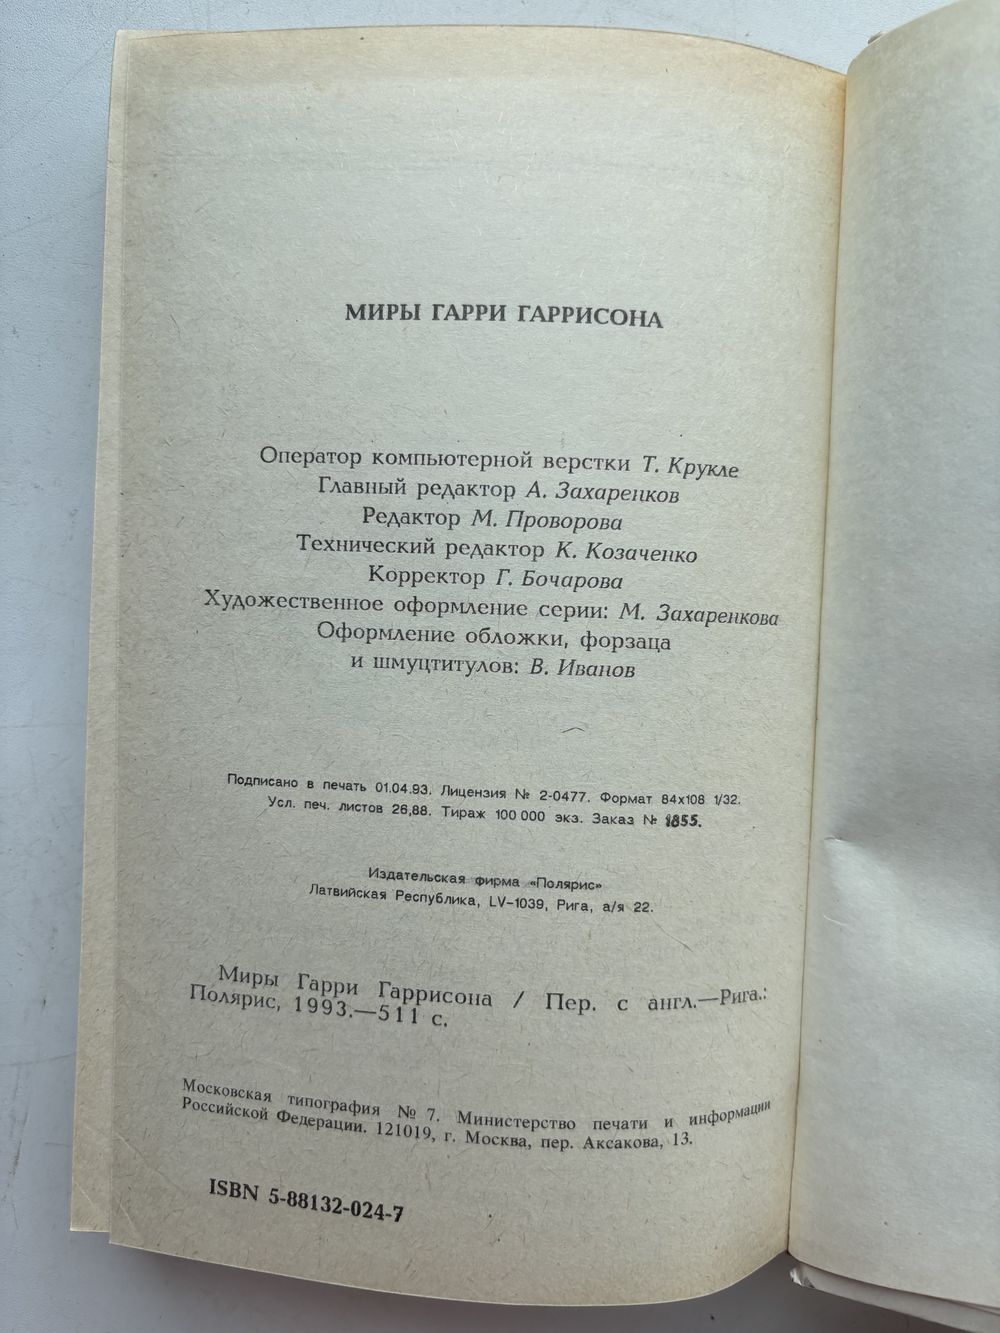 МИРЫ ГАРРИ ГАРРИСОНА
Оператор компьютерной верстки Т. Крукле
Главный редактор А. Захаренков
Редактор М. Проворова
Технический редактор К. Козаченко
Корректор Г. Бочарова
Художественное оформление серии: М. Захаренкова
Оформление обложки, форзаца
и шмуцтитулов: В. Иванов
Подписано в печать 01.04.93. Лицензия № 2-0477. Формат 84х108 1/32.
Усл. печ. листов 26,88. Тираж 100 000 экз. Заказ № 1855.
Издательская фирма «Полярис»
Латвийская Республика, LV-1039, Рига, а/я 22.
Миры Гарри Гаррисона / Пер. с англ.—Рига.:
Полярис, 1993.—511 с.
Московская типография № 7. Министерство печати и информации
Российской Федерации. 121019, г. Москва, пер. Аксакова, 13.
ISBN 5-88132-024-7